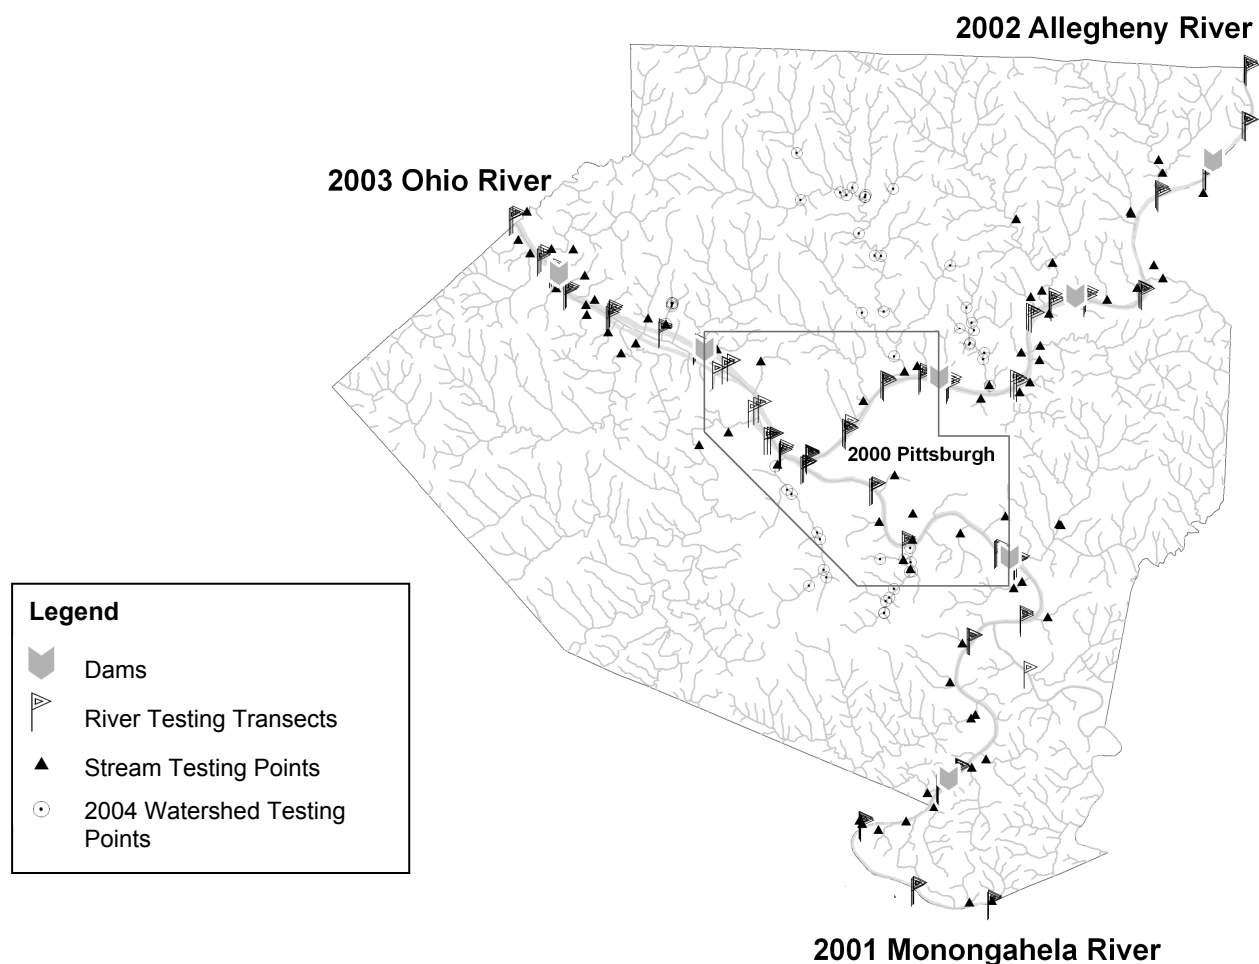 2002 Allegheny River
2003 Ohio River
2000 Pittsburgh
Legend
Dams
River Testing Transects
Stream Testing Points
2004 Watershed Testing
Points
2001 Monongahela River